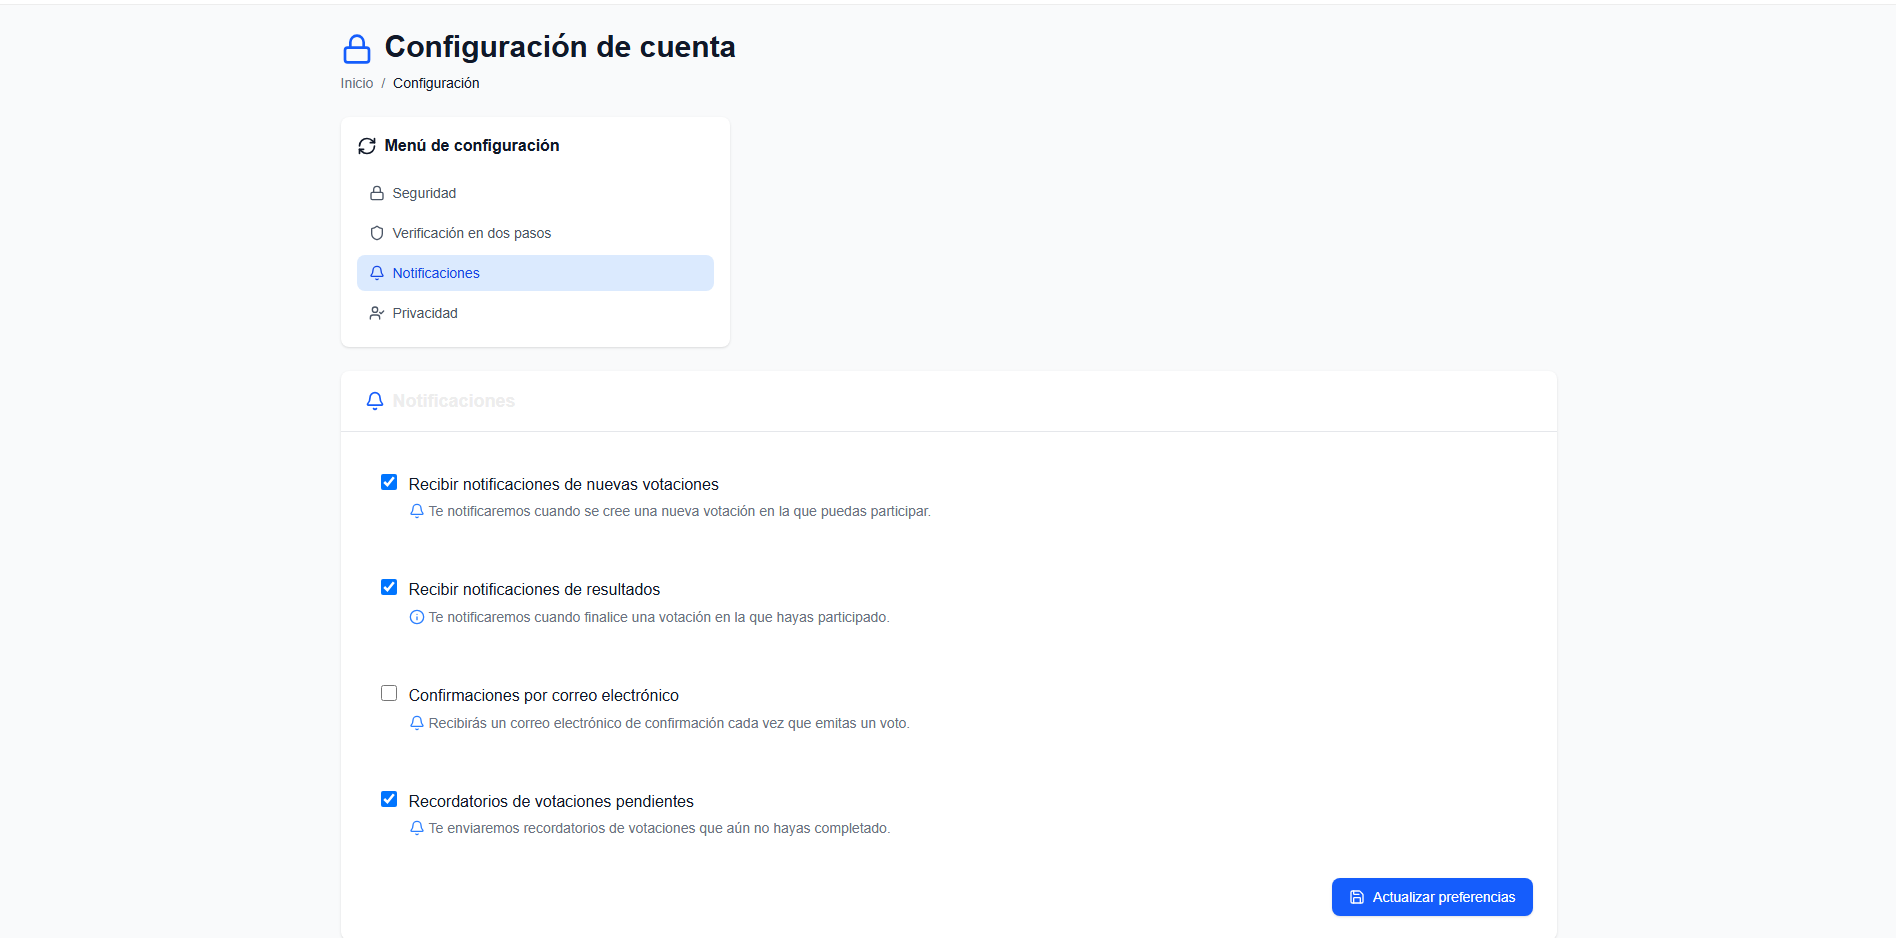 Configuración de cuenta
Inicio / Configuración
Menú de configuración
Seguridad
Verificación en dos pasos
Notificaciones
Privacidad
Notificaciones
Recibir notificaciones de nuevas votaciones
Te notificaremos cuando se cree una nueva votación en la que puedas participar.
Recibir notificaciones de resultados
Te notificaremos cuando finalice una votación en la que hayas participado.
Confirmaciones por correo electrónico
Recibirás un correo electrónico de confirmación cada vez que emitas un voto.
Recordatorios de votaciones pendientes
Te enviaremos recordatorios de votaciones que aún no hayas completado.
Actualizar preferencias